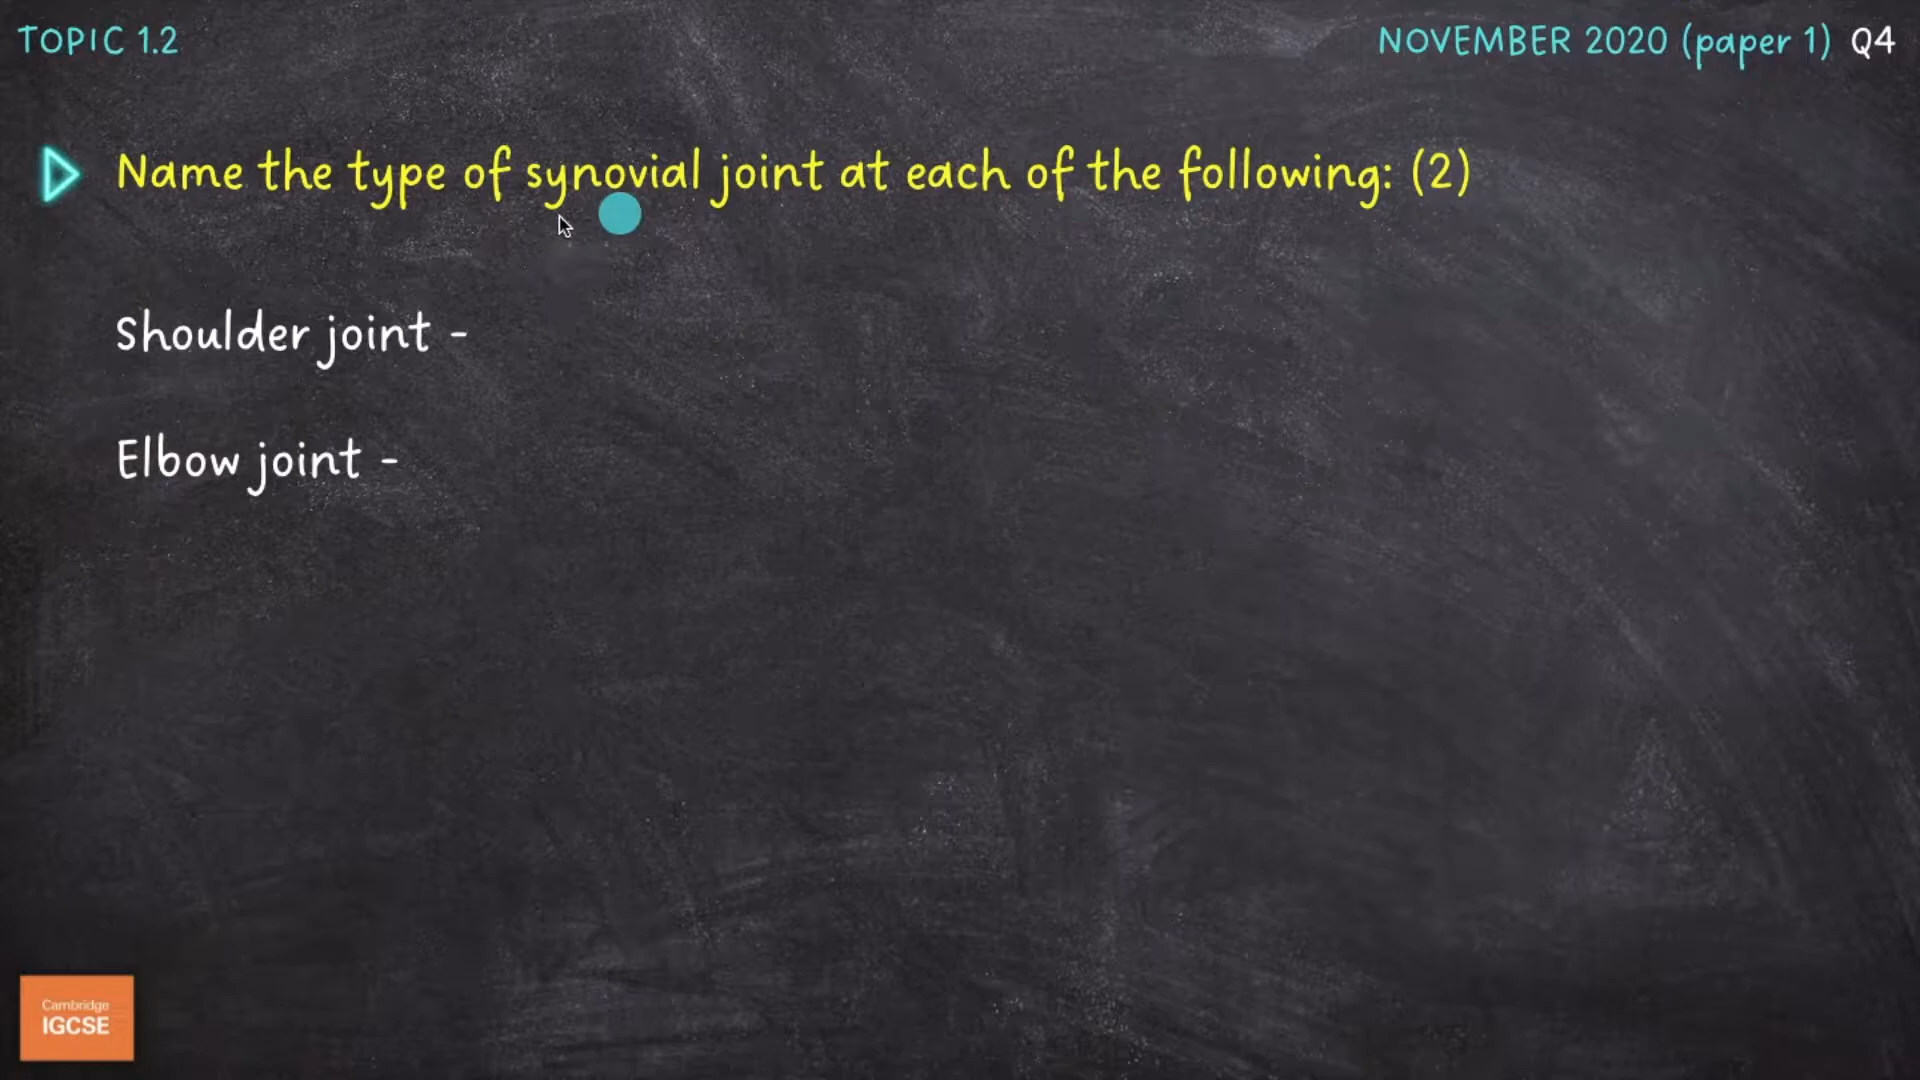 TOPIC 1.2
NOVEMBER 2020 (paper 1) Q4
Name the type of synovial joint at each of the following: (2)
Shoulder joint -
Elbow joint -
Cambridge
IGCSE